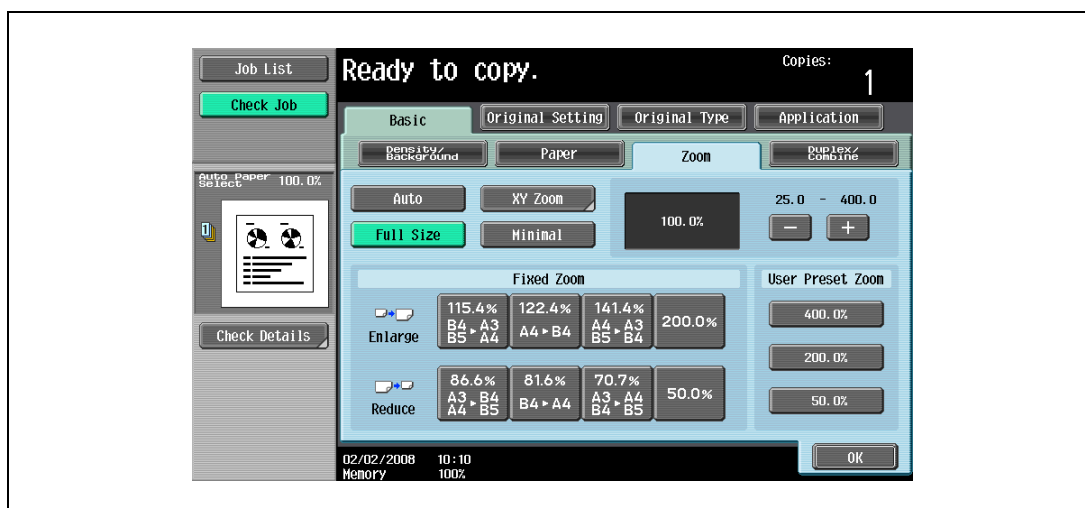 Job List
Check Job
Auto Paper
Select
100.0%
1
Check Details
Ready to copy.
Copies:
1
Basic
Original Setting
Original Type
Application
Density/
Background
Paper
Zoom
Duplex/
Combine
Auto
XY Zoom
Full Size
Minimal
100.0%
25.0 - 400.0
− +
Fixed Zoom
Enlarge
115.4%
B4▸A3
B5▸A4
122.4%
A4▸B4
141.4%
A4▸A3
B5▸B4
200.0%
Reduce
86.6%
A3▸B4
A4▸B5
81.6%
B4▸A4
70.7%
A3▸A4
B4▸B5
50.0%
User Preset Zoom
400.0%
200.0%
50.0%
02/02/2008 10:10
Memory 100%
OK